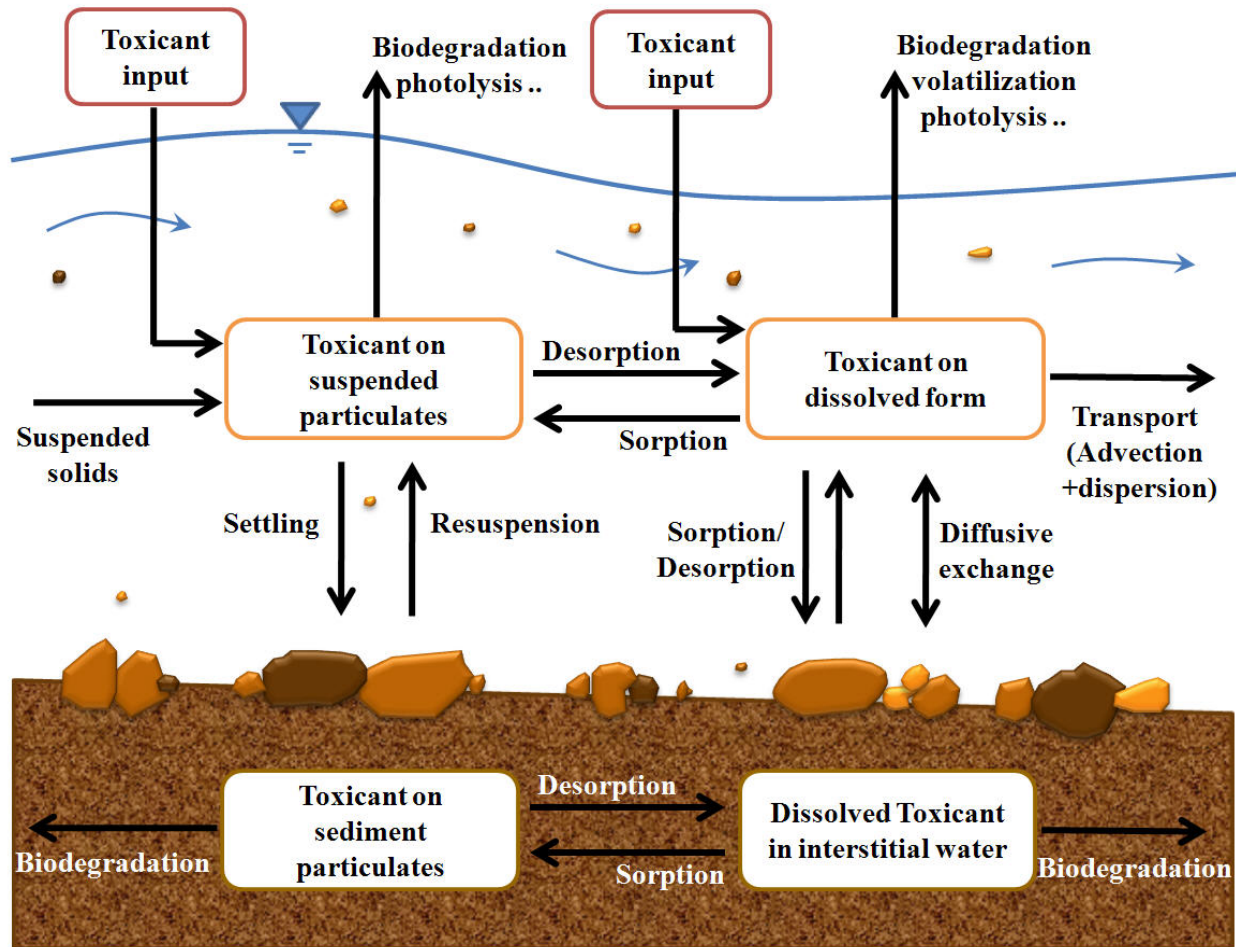 Toxicant
input
Biodegradation
photolysis ..
Toxicant
input
Biodegradation
volatilization
photolysis ..
Toxicant on
suspended
particulates
Desorption
Sorption
Toxicant on
dissolved form
Suspended
solids
Transport
(Advection
+dispersion)
Settling
Resuspension
Sorption/
Desorption
Diffusive
exchange
Toxicant on
sediment
particulates
Desorption
Sorption
Dissolved Toxicant
in interstitial water
Biodegradation
Biodegradation